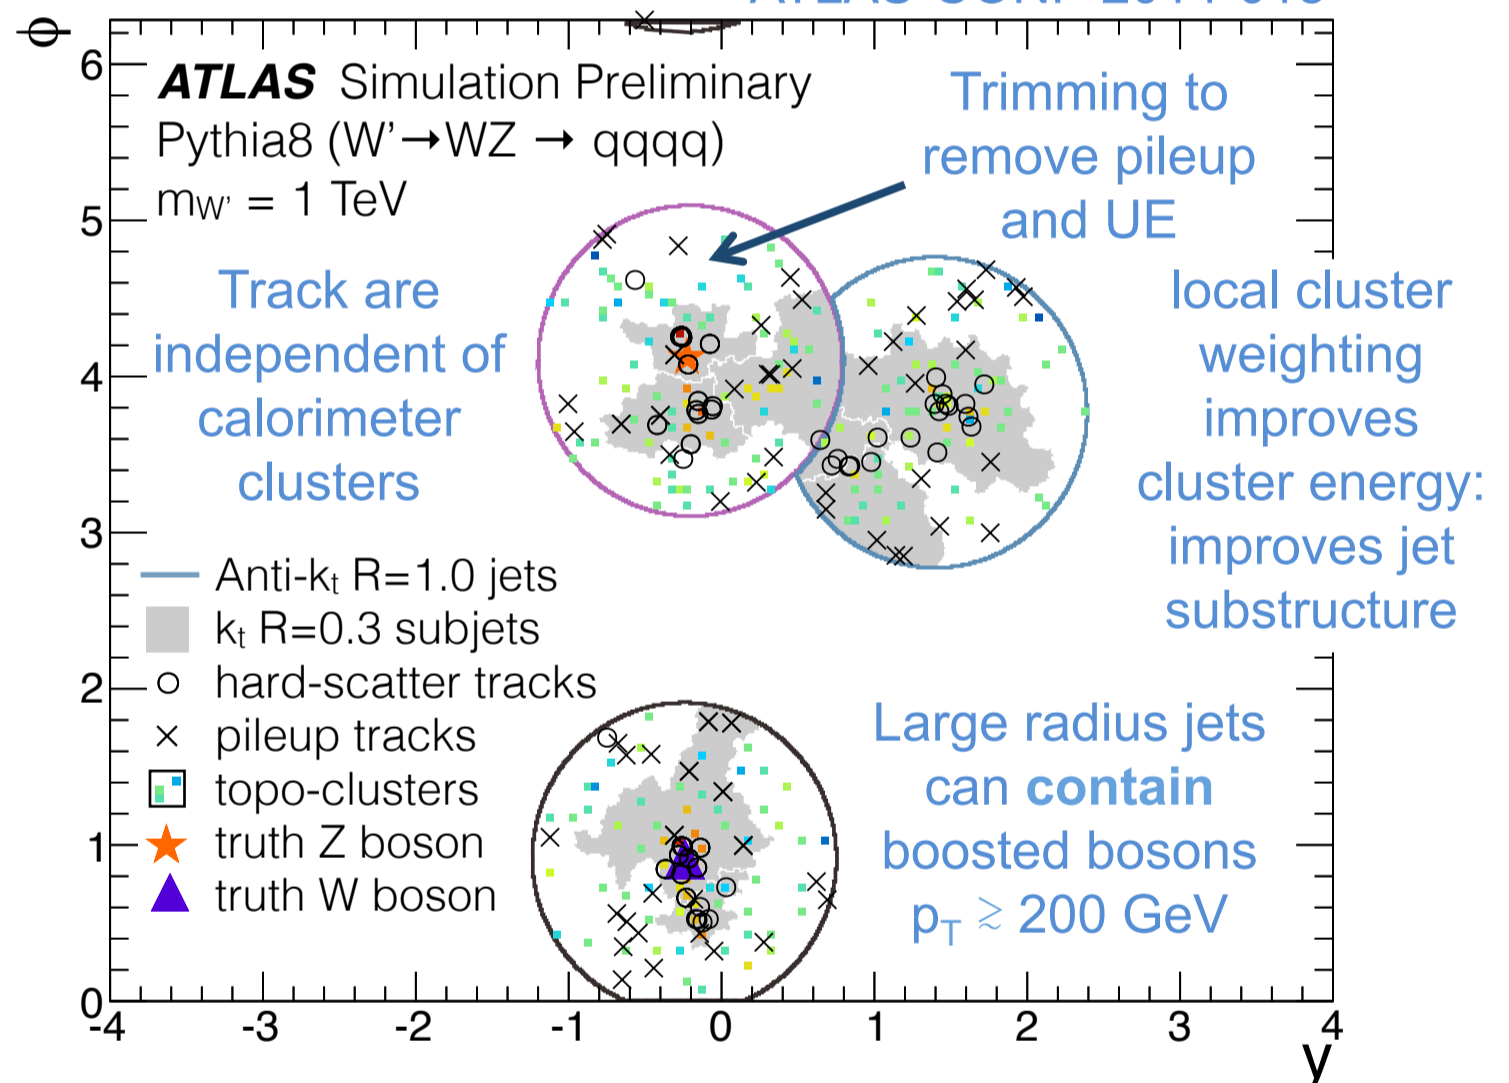 ϕ
6
5
4
3
2
1
0
ATLAS Simulation Preliminary
Pythia8 (W’→WZ → qqqq)
mW’ = 1 TeV
Trimming to
remove pileup
and UE
Track are
independent of
calorimeter
clusters
local cluster
weighting
improves
cluster energy:
improves jet
substructure
Anti-kt R=1.0 jets
kt R=0.3 subjets
hard-scatter tracks
pileup tracks
topo-clusters
truth Z boson
truth W boson
Large radius jets
can contain
boosted bosons
pT ≳ 200 GeV
-4 -3 -2 -1 0 1 2 3 4
y